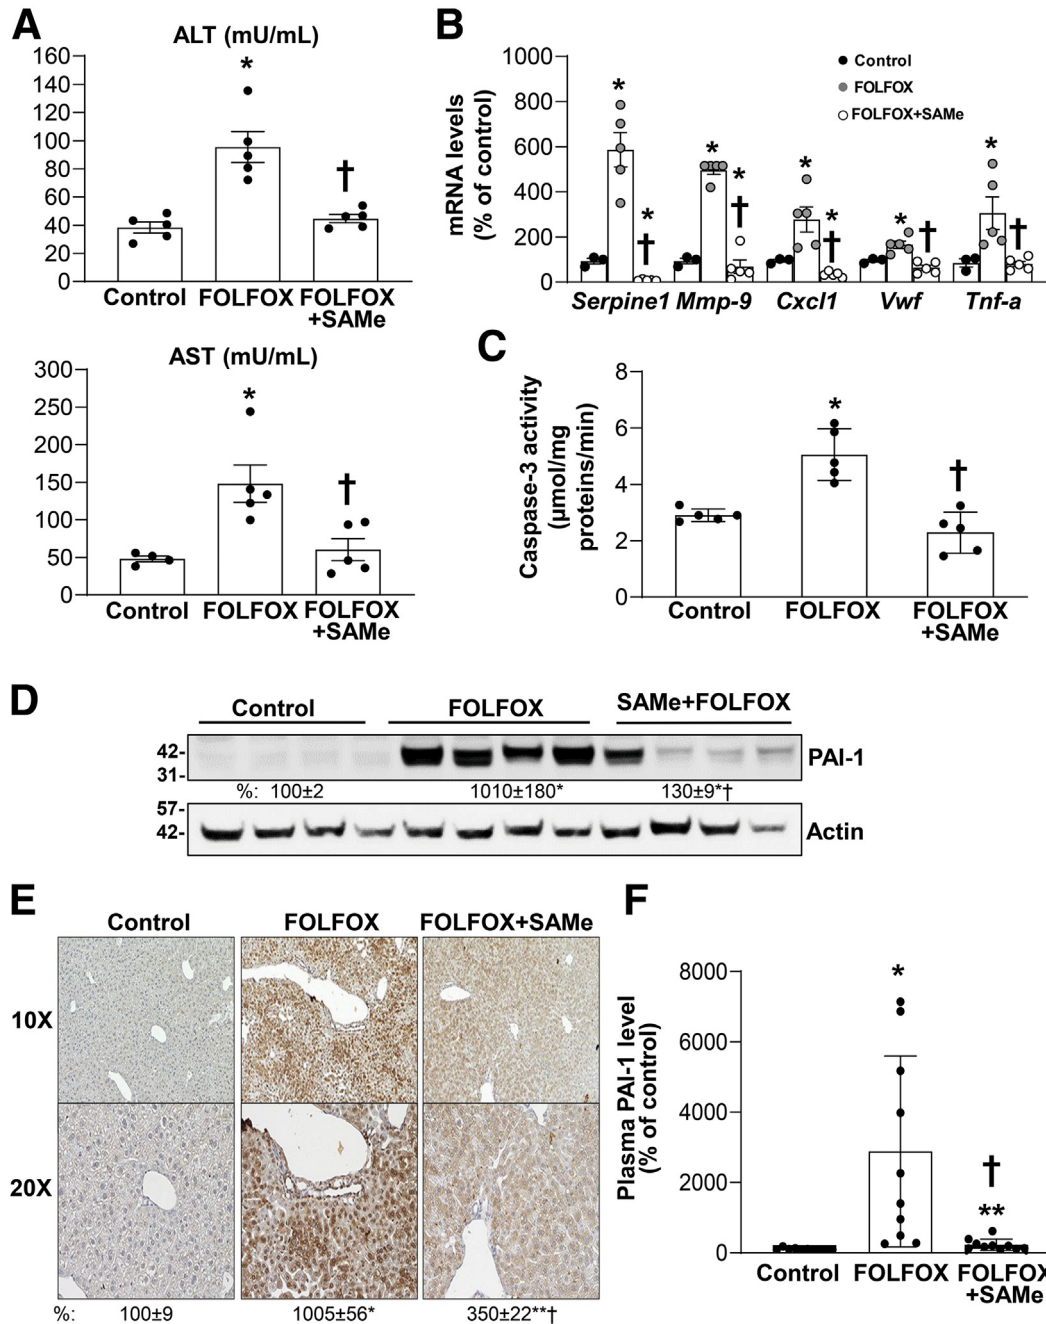 A
ALT (mU/mL)
160
140
120
100
80
60
40
20
0
*
†
Control FOLFOX FOLFOX
+SAMe
AST (mU/mL)
300
250
200
150
100
50
0
*
†
Control FOLFOX FOLFOX
+SAMe
B
mRNA levels
(% of control)
1000
800
600
400
200
0
Control
FOLFOX
FOLFOX+SAMe
* * † * * † * * † * † * †
Serpine1 Mmp-9 Cxcl1 Vwf Tnf-a
C
Caspase-3 activity
(µmol/mg
proteins/min)
8
6
4
2
0
*
†
Control FOLFOX FOLFOX
+SAMe
D
Control FOLFOX SAMe+FOLFOX
42-
31-
PAI-1
%: 100±2 1010±180* 130±9*†
57-
42-
Actin
E
Control FOLFOX FOLFOX+SAMe
10X
20X
%: 100±9 1005±56* 350±22**†
F
Plasma PAI-1 level
(% of control)
8000
6000
4000
2000
0
*
†
**
Control FOLFOX FOLFOX
+SAMe